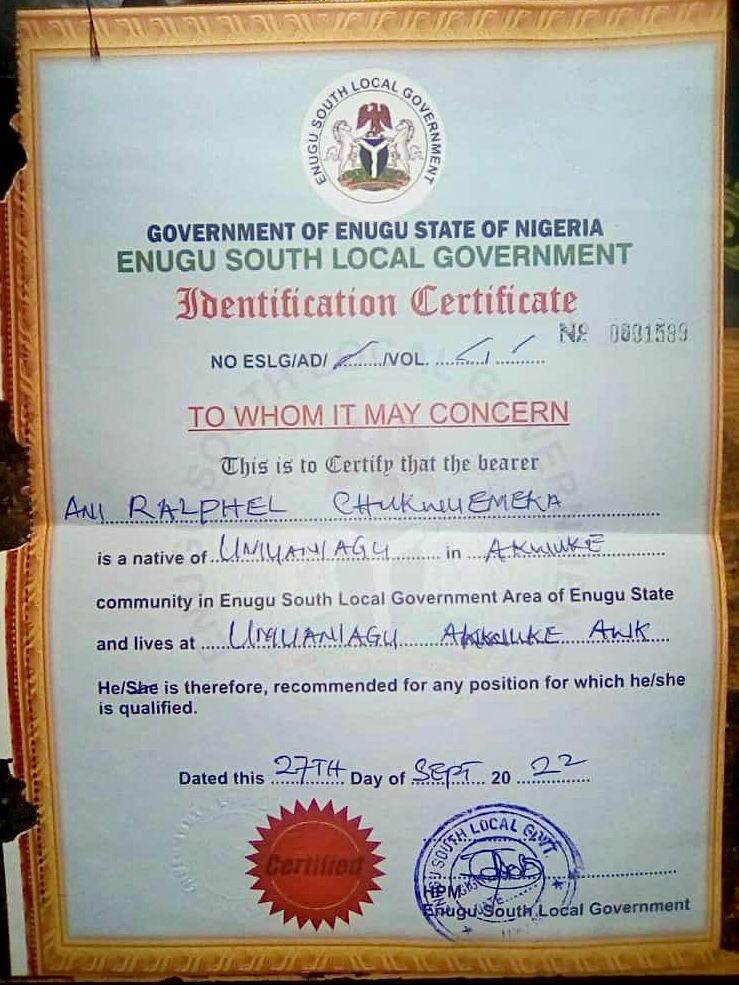 ENUGU SOUTH LOCAL GOVERNMENT
GOVERNMENT OF ENUGU STATE OF NIGERIA
ENUGU SOUTH LOCAL GOVERNMENT
Identification Certificate
Nº 0001589
NO ESLG/AD/......../VOL. ........../............
TO WHOM IT MAY CONCERN
This is to Certify that the bearer
ANI RALPHEL CHUKWUEMEKA
is a native of UMUANIAGU in AKWUKE
community in Enugu South Local Government Area of Enugu State
and lives at UMUANIAGU AKWUKE AWK
He/She is therefore, recommended for any position for which he/she
is qualified.
Dated this 27TH Day of SEPT. 20 22
Certified
ENUGU SOUTH LOCAL GOVT.
HPM
Enugu South Local Government